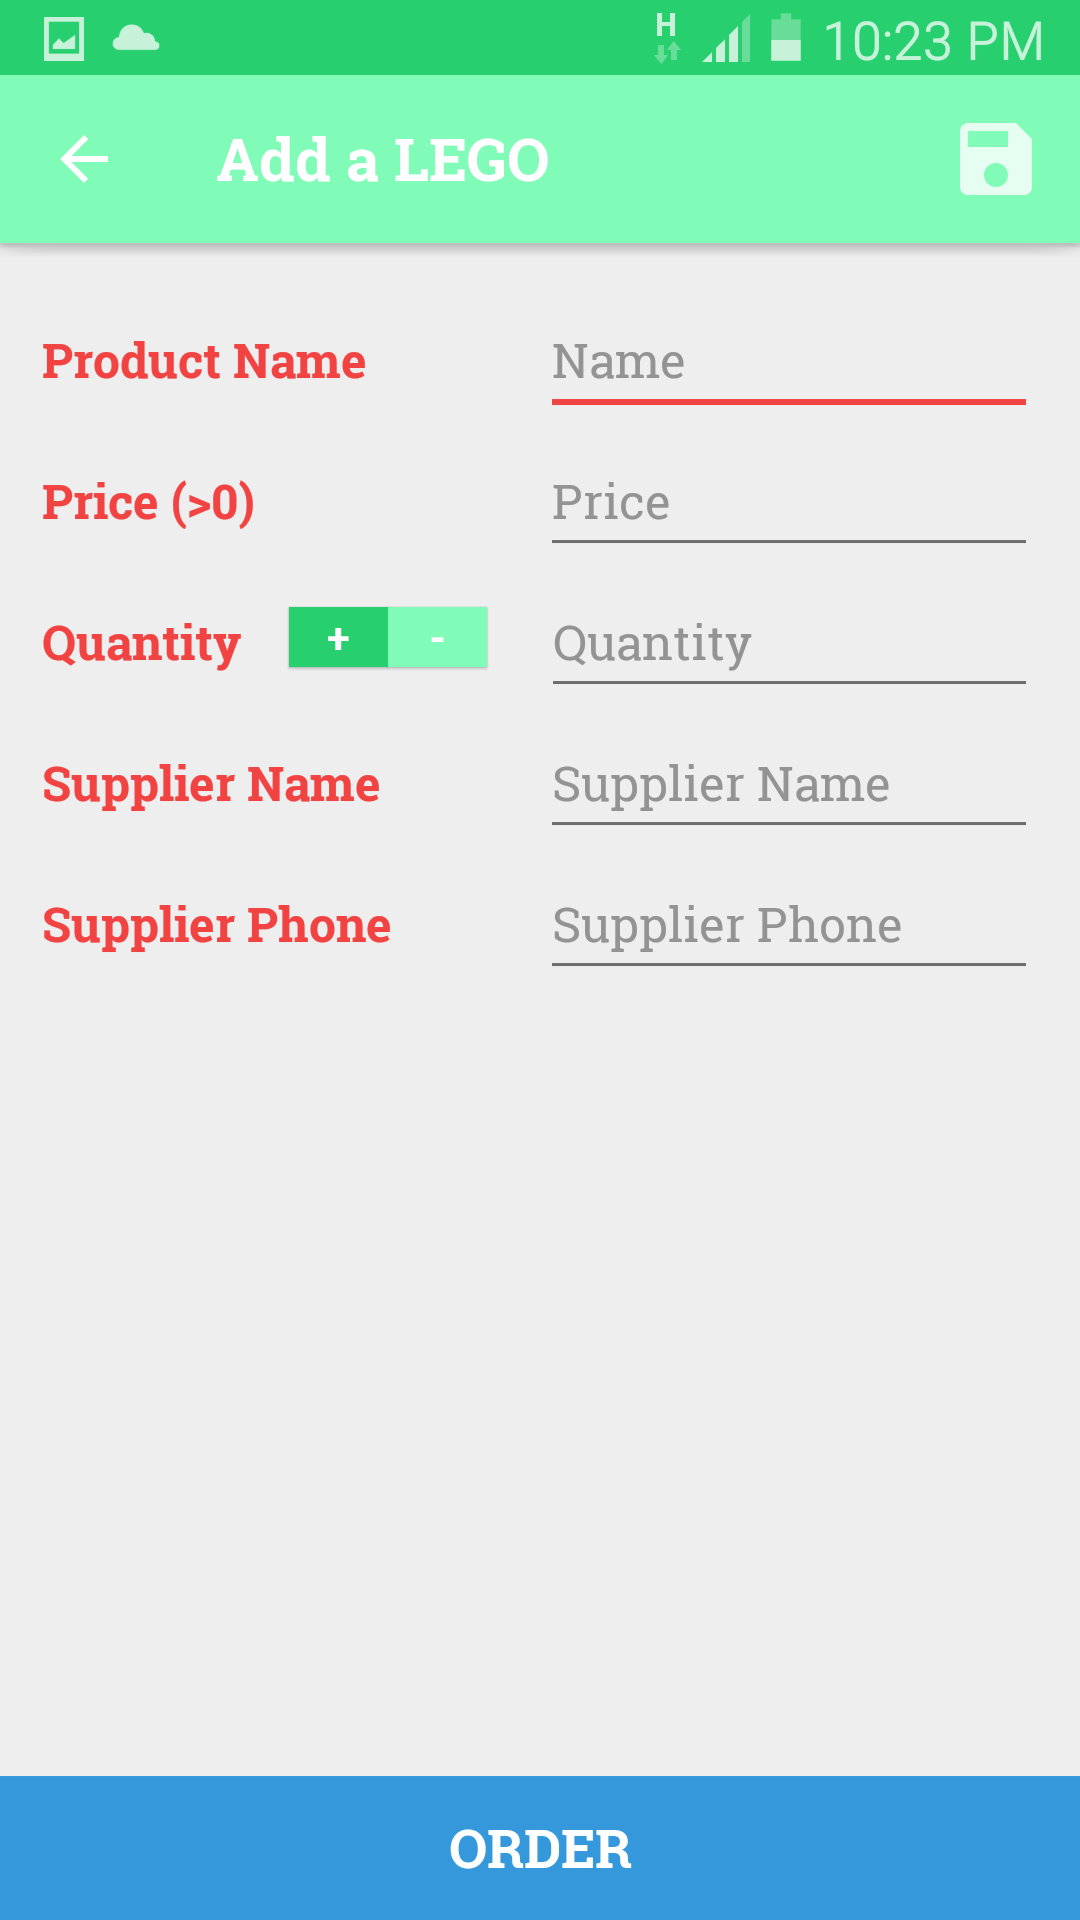 H 10:23 PM
Add a LEGO
Product Name Name
Price (>0) Price
Quantity + - Quantity
Supplier Name Supplier Name
Supplier Phone Supplier Phone
ORDER